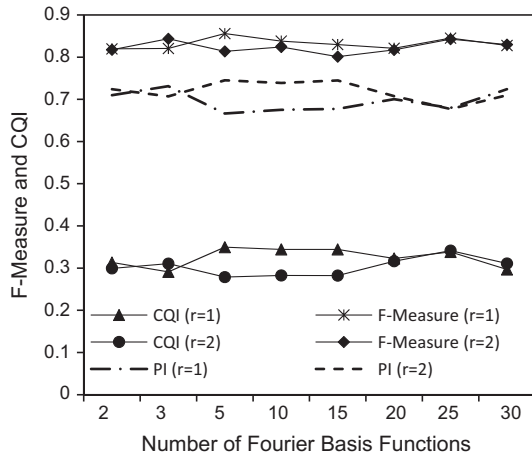 0.9
0.8
0.7
0.6
0.5
0.4
0.3
0.2
0.1
0
F-Measure and CQI
CQI (r=1)
F-Measure (r=1)
CQI (r=2)
F-Measure (r=2)
PI (r=1)
PI (r=2)
2 3 5 10 15 20 25 30
Number of Fourier Basis Functions